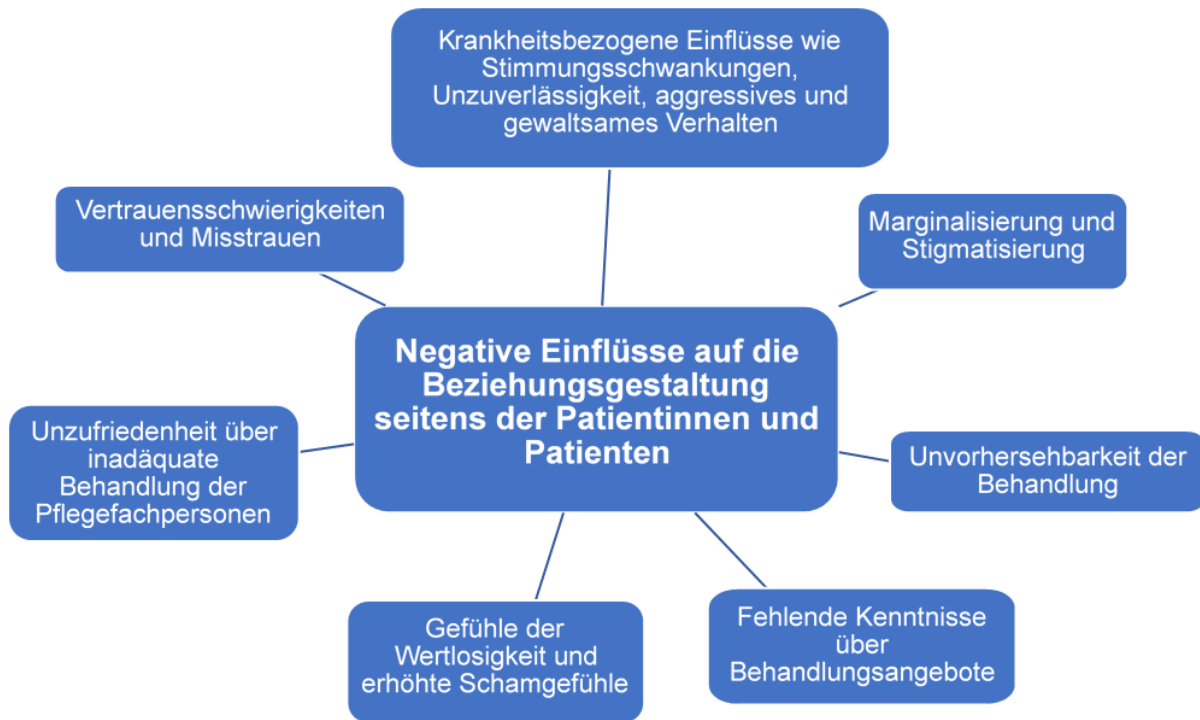 Krankheitsbezogene Einflüsse wie
Stimmungsschwankungen,
Unzuverlässigkeit, aggressives und
gewaltsames Verhalten
Vertrauensschwierigkeiten
und Misstrauen
Marginalisierung und
Stigmatisierung
Negative Einflüsse auf die
Beziehungsgestaltung
seitens der Patientinnen und
Patienten
Unzufriedenheit über
inadäquate
Behandlung der
Pflegefachpersonen
Unvorhersehbarkeit der
Behandlung
Gefühle der
Wertlosigkeit und
erhöhte Schamgefühle
Fehlende Kenntnisse
über
Behandlungsangebote